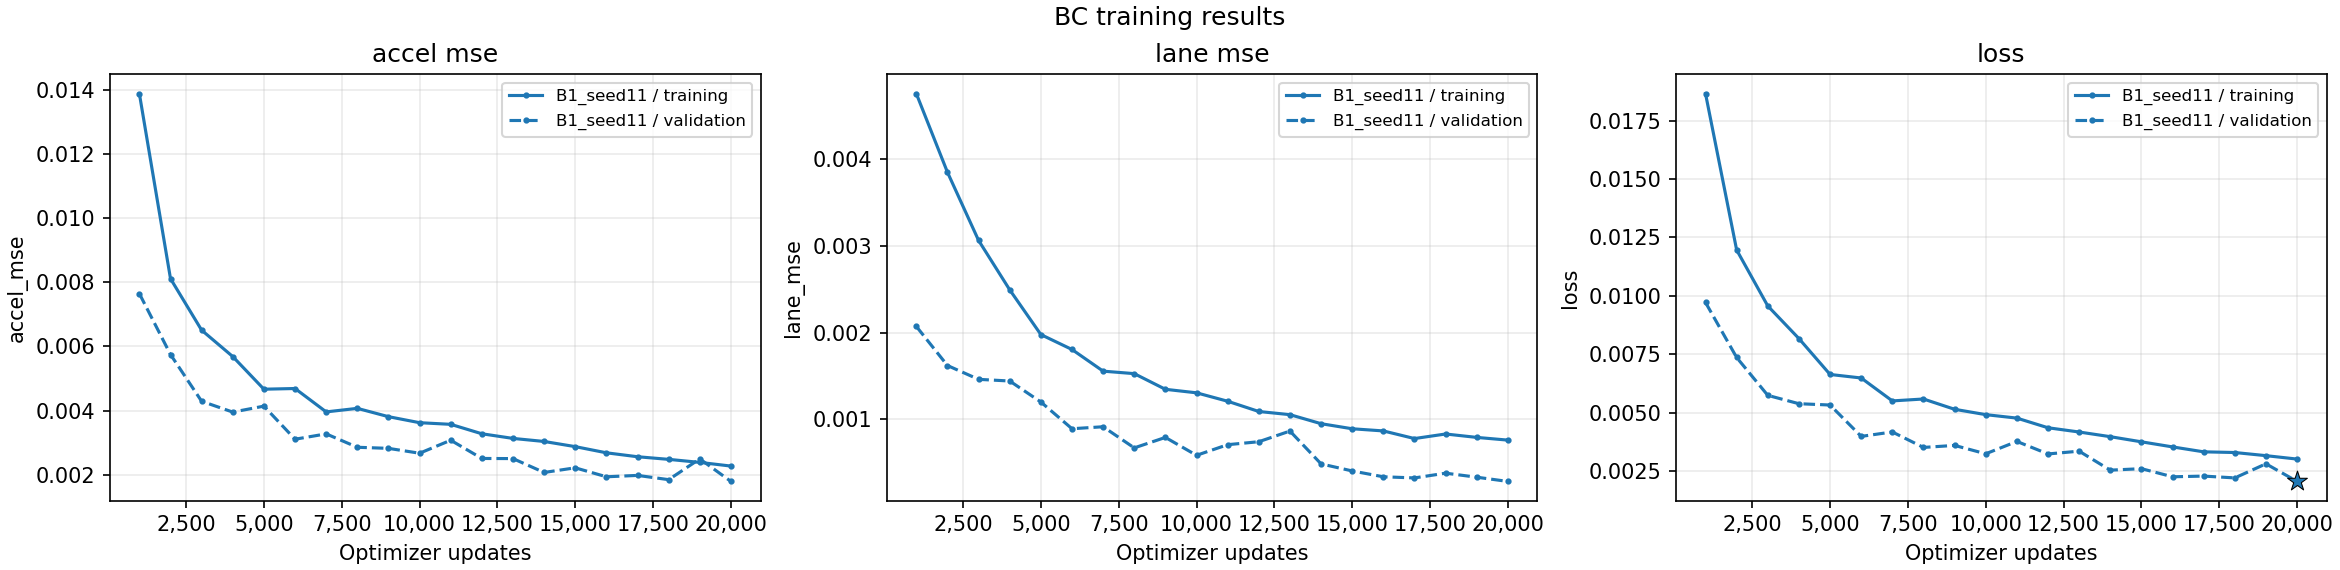 BC training results
accel mse
accel_mse
0.014
0.012
0.010
0.008
0.006
0.004
0.002
B1_seed11 / training
B1_seed11 / validation
2,500 5,000 7,500 10,000 12,500 15,000 17,500 20,000
Optimizer updates
lane mse
lane_mse
0.004
0.003
0.002
0.001
B1_seed11 / training
B1_seed11 / validation
2,500 5,000 7,500 10,000 12,500 15,000 17,500 20,000
Optimizer updates
loss
loss
0.0175
0.0150
0.0125
0.0100
0.0075
0.0050
0.0025
B1_seed11 / training
B1_seed11 / validation
2,500 5,000 7,500 10,000 12,500 15,000 17,500 20,000
Optimizer updates